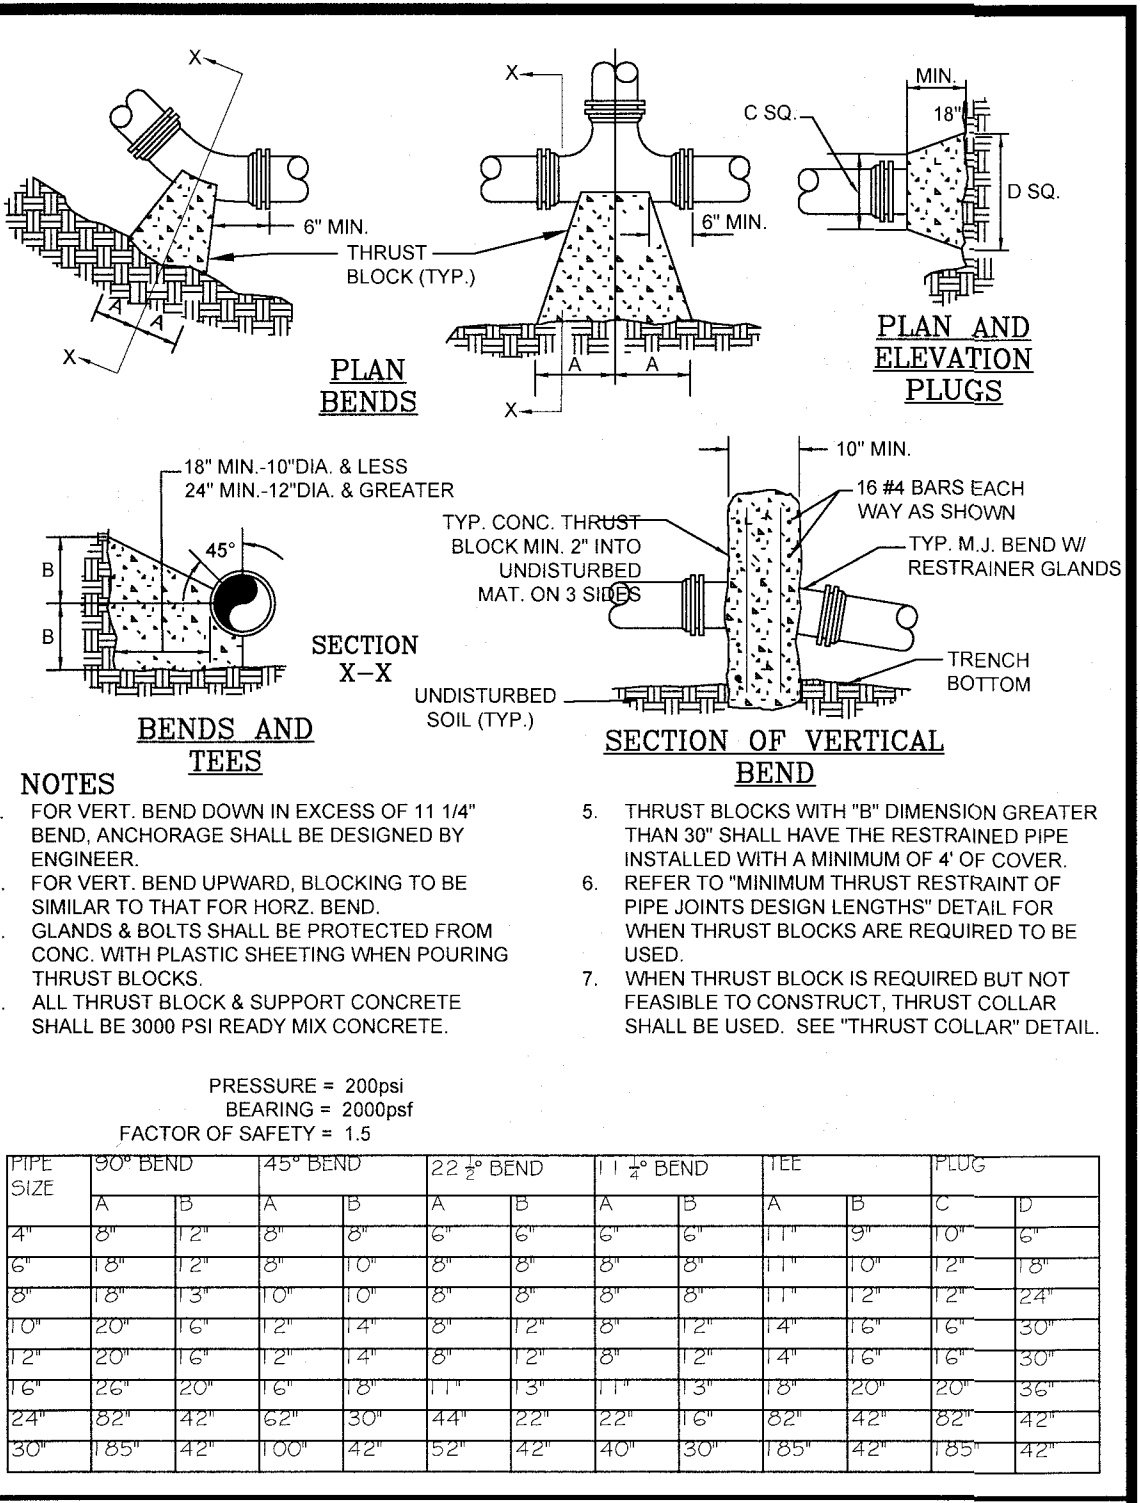 X
X
MIN.
18"
C SQ.
D SQ.
6" MIN.
6" MIN.
THRUST
BLOCK (TYP.)
A
A
X
A
A
X
PLAN
BENDS
PLAN AND
ELEVATION
PLUGS
18" MIN.-10"DIA. & LESS
24" MIN.-12"DIA. & GREATER
45°
B
B
SECTION
X-X
BENDS AND
TEES
10" MIN.
16 #4 BARS EACH
WAY AS SHOWN
TYP. CONC. THRUST
BLOCK MIN. 2" INTO
UNDISTURBED
MAT. ON 3 SIDES
TYP. M.J. BEND W/
RESTRAINER GLANDS
TRENCH
BOTTOM
UNDISTURBED
SOIL (TYP.)
SECTION OF VERTICAL
BEND
NOTES
. FOR VERT. BEND DOWN IN EXCESS OF 11 1/4"
BEND, ANCHORAGE SHALL BE DESIGNED BY
ENGINEER.
. FOR VERT. BEND UPWARD, BLOCKING TO BE
SIMILAR TO THAT FOR HORZ. BEND.
. GLANDS & BOLTS SHALL BE PROTECTED FROM
CONC. WITH PLASTIC SHEETING WHEN POURING
THRUST BLOCKS.
. ALL THRUST BLOCK & SUPPORT CONCRETE
SHALL BE 3000 PSI READY MIX CONCRETE.
5. THRUST BLOCKS WITH "B" DIMENSION GREATER
THAN 30" SHALL HAVE THE RESTRAINED PIPE
INSTALLED WITH A MINIMUM OF 4' OF COVER.
6. REFER TO "MINIMUM THRUST RESTRAINT OF
PIPE JOINTS DESIGN LENGTHS" DETAIL FOR
WHEN THRUST BLOCKS ARE REQUIRED TO BE
USED.
7. WHEN THRUST BLOCK IS REQUIRED BUT NOT
FEASIBLE TO CONSTRUCT, THRUST COLLAR
SHALL BE USED. SEE "THRUST COLLAR" DETAIL.
PRESSURE = 200psi
BEARING = 2000psf
FACTOR OF SAFETY = 1.5
PIPE SIZE 90° BEND 45° BEND 22 1/2° BEND 11 1/4° BEND TEE PLUG
A B A B A B A B A B C D
4" 8" 12" 8" 8" 6" 6" 6" 6" 11" 9" 10" 6"
6" 18" 12" 8" 10" 8" 8" 8" 8" 11" 10" 12" 18"
8" 18" 13" 10" 10" 8" 8" 8" 8" 11" 12" 12" 24"
10" 20" 16" 12" 14" 8" 12" 8" 12" 14" 16" 16" 30"
12" 20" 16" 12" 14" 8" 12" 8" 12" 14" 16" 16" 30"
16" 26" 20" 16" 18" 11" 13" 11" 13" 18" 20" 20" 36"
24" 82" 42" 62" 30" 44" 22" 22" 16" 82" 42" 82" 42"
30" 185" 42" 100" 42" 52" 42" 40" 30" 185" 42" 185" 42"